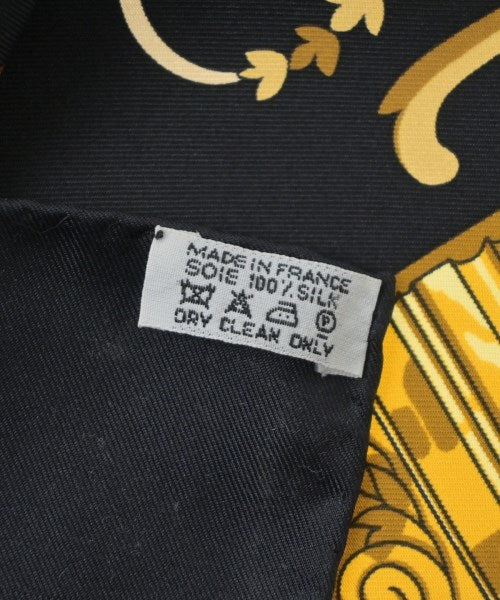 MADE IN FRANCE
SOIE 100% SILK
P
DRY CLEAN ONLY